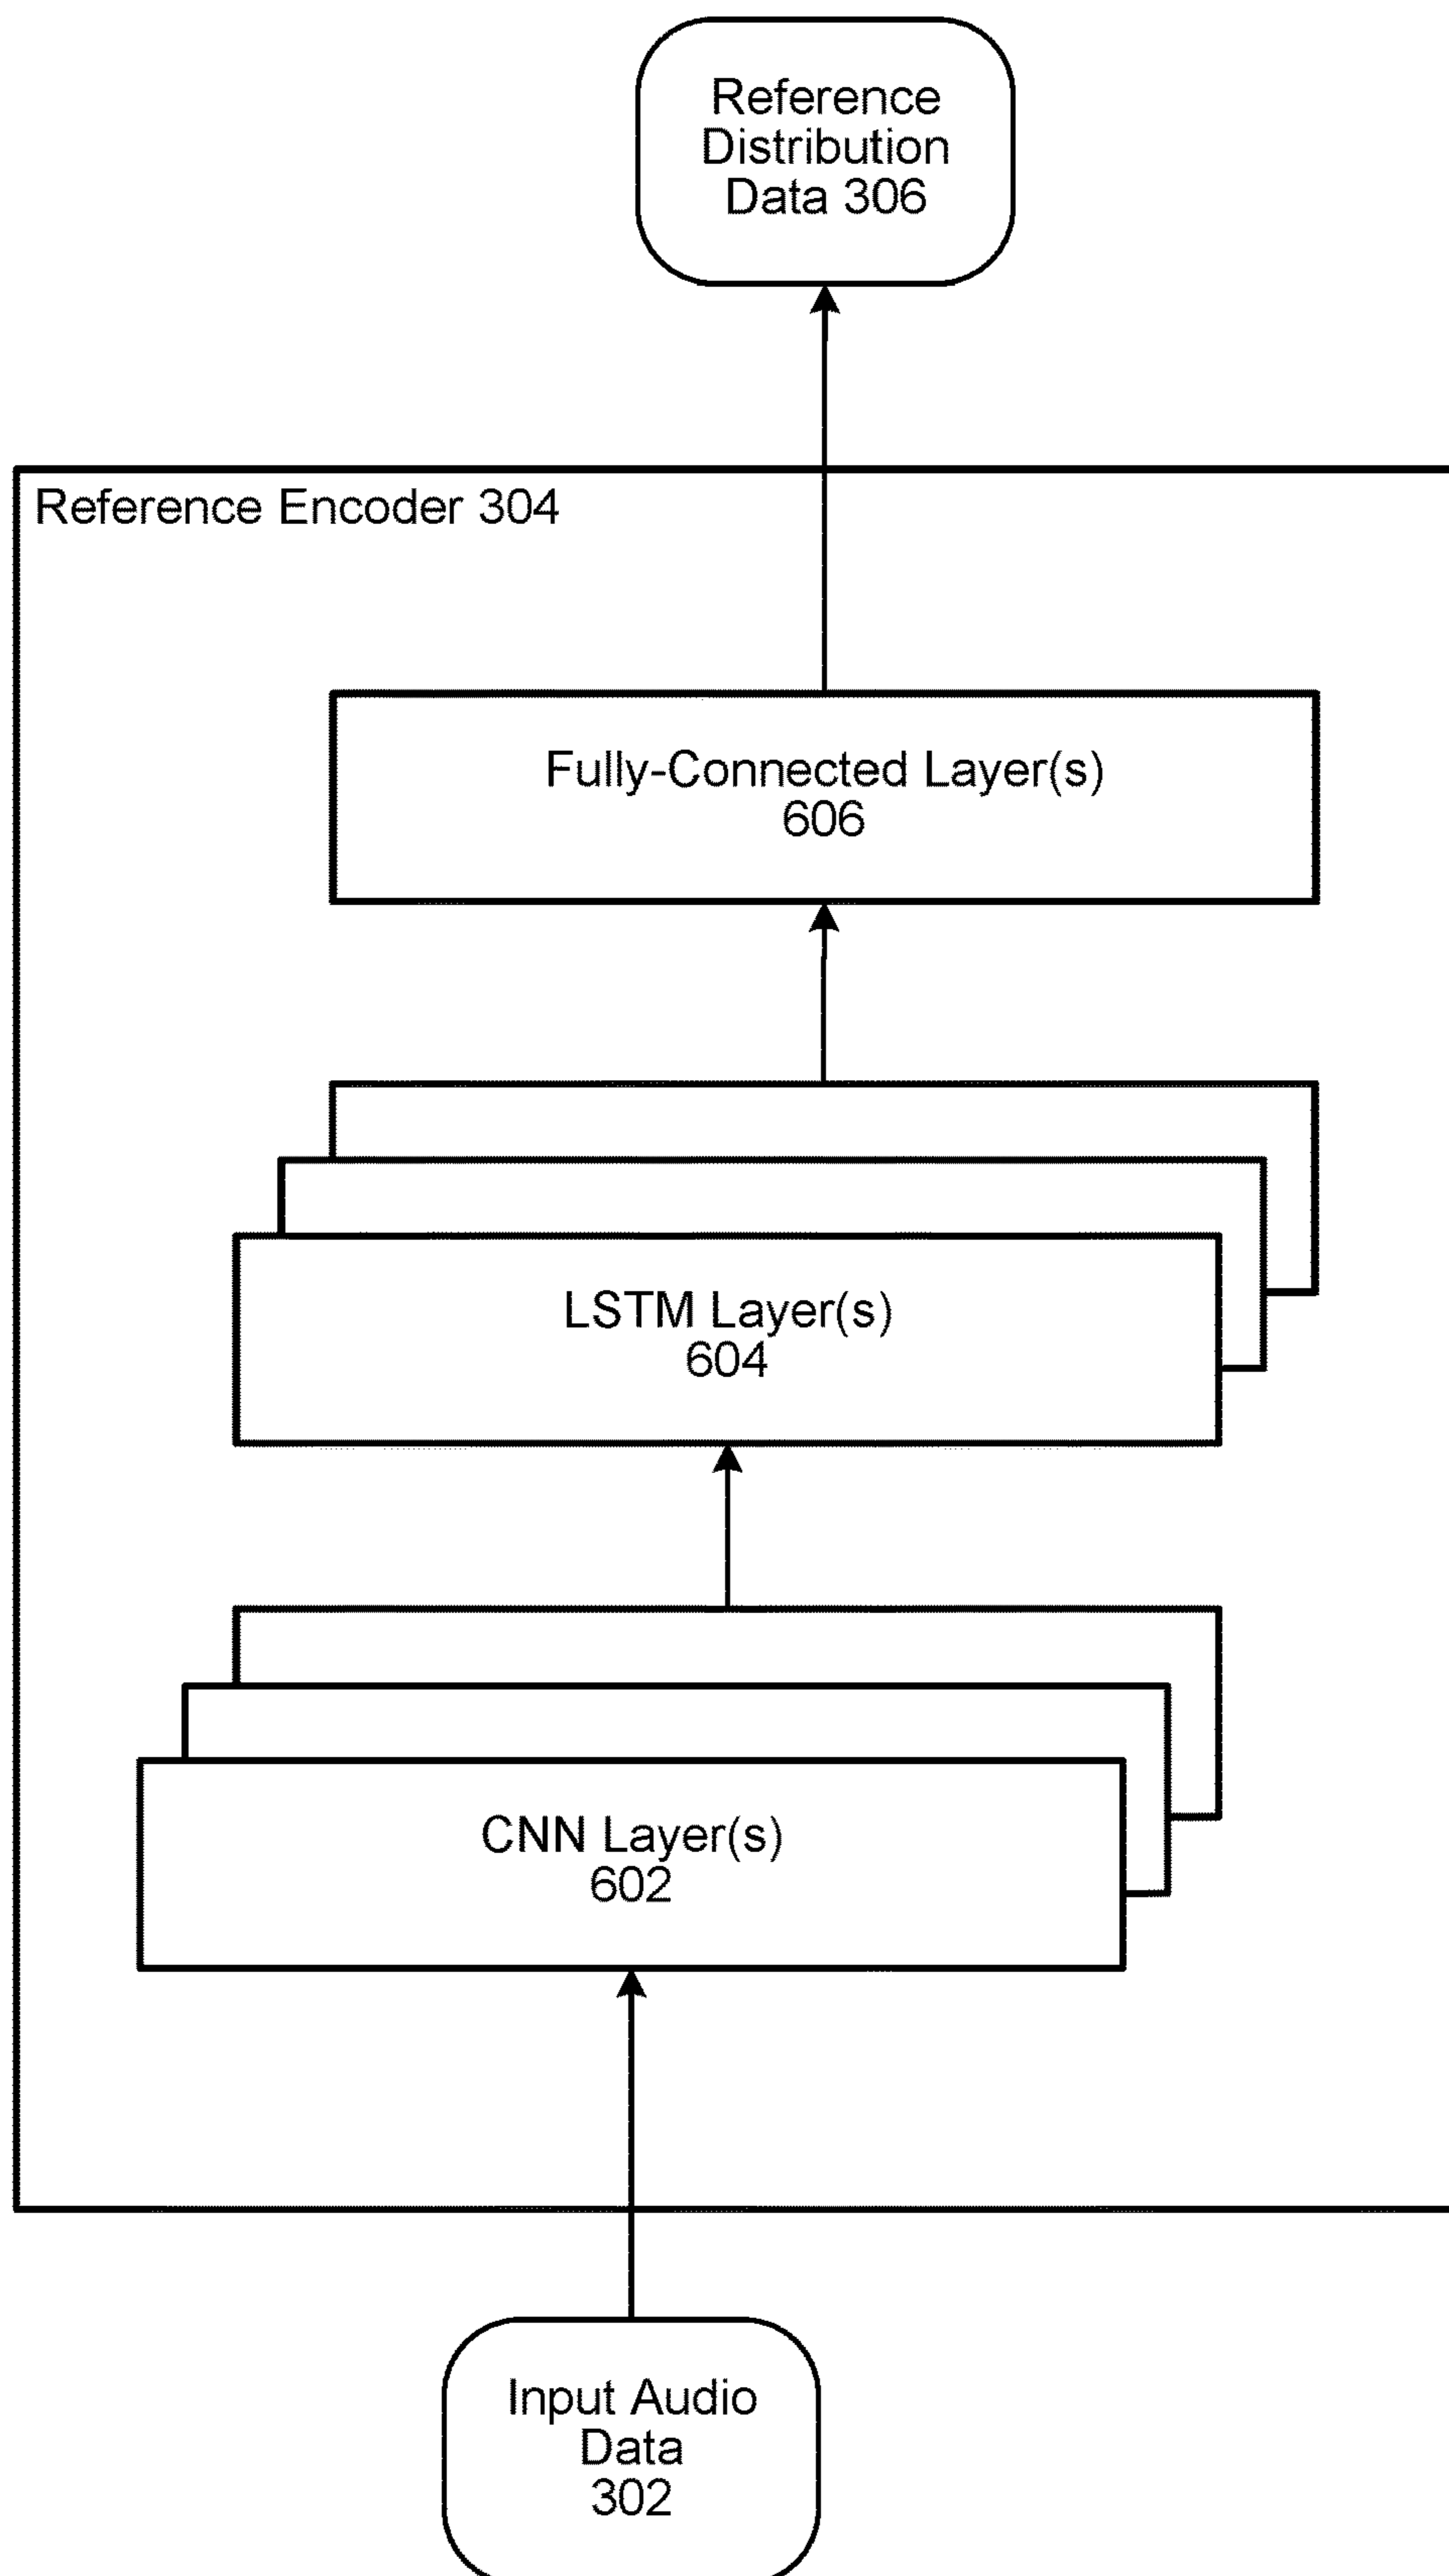 Reference
Distribution
Data 306
Reference Encoder 304
Fully-Connected Layer(s)
606
LSTM Layer(s)
604
CNN Layer(s)
602
Input Audio
Data
302